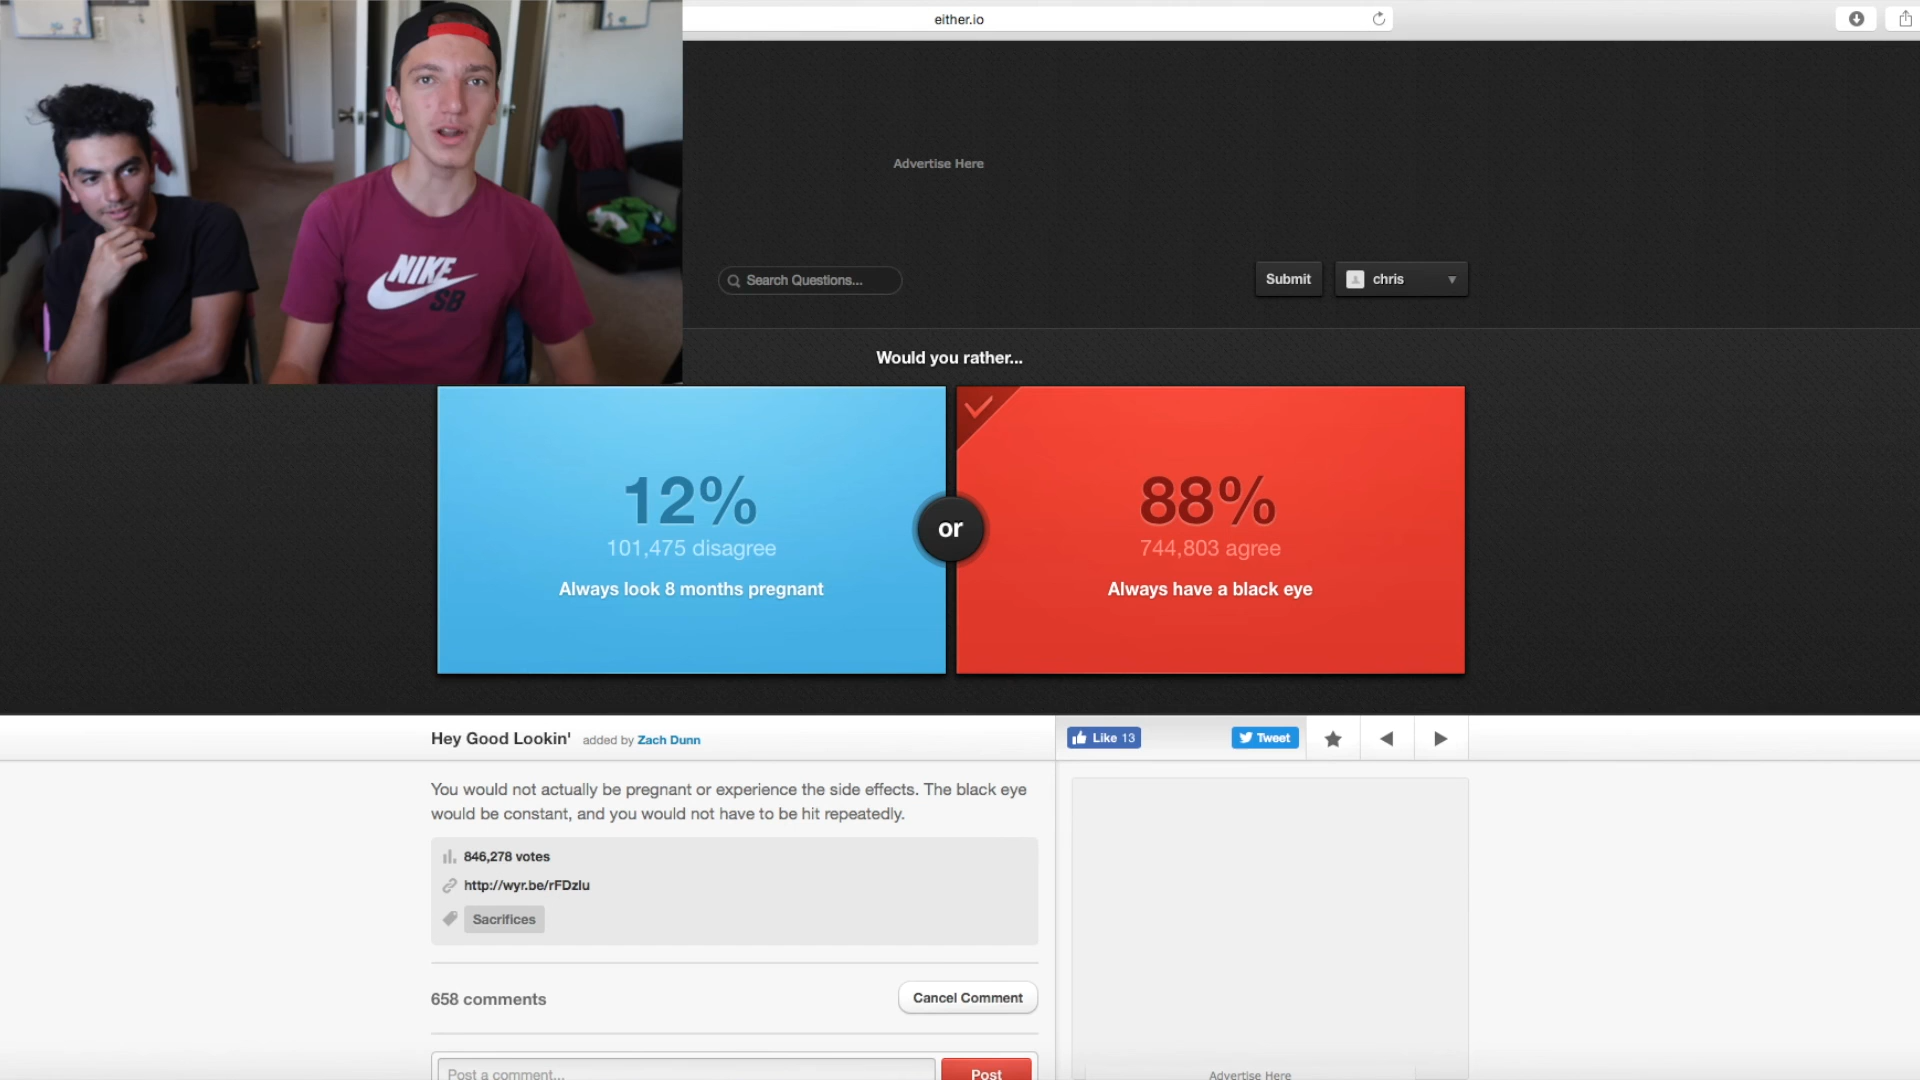 either.io
NIKE
SB
Advertise Here
Search Questions...
Submit
chris
Would you rather...
12%
101,475 disagree
Always look 8 months pregnant
or
88%
744,803 agree
Always have a black eye
Hey Good Lookin' added by Zach Dunn
Like 13
Tweet
You would not actually be pregnant or experience the side effects. The black eye
would be constant, and you would not have to be hit repeatedly.
846,278 votes
http://wyr.be/rFDzIu
Sacrifices
658 comments
Cancel Comment
Post a comment...
Post
Advertise Here